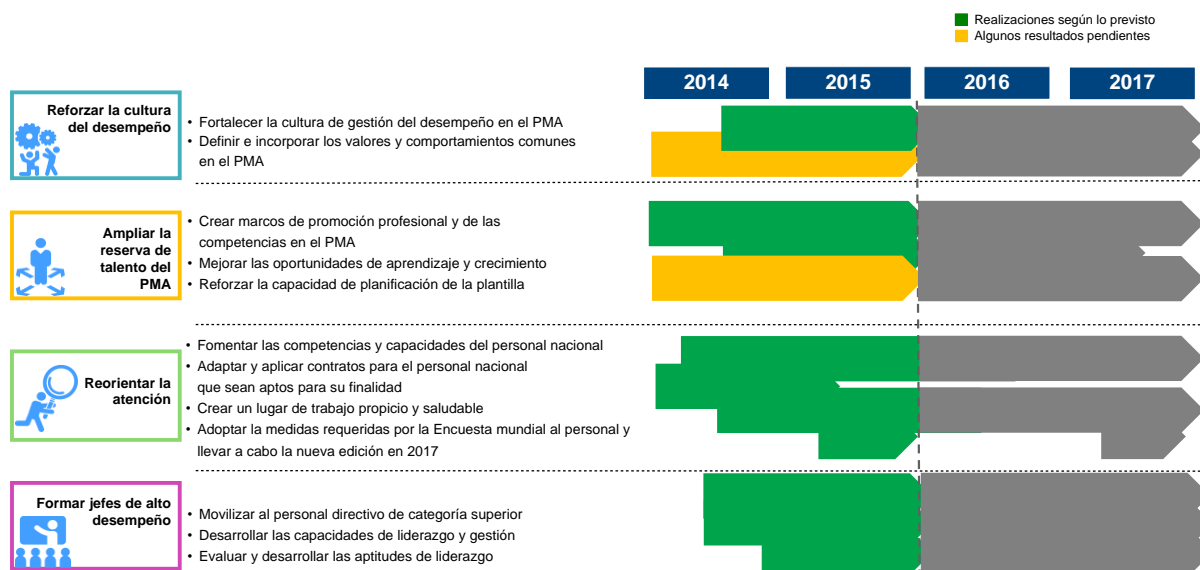 Realizaciones según lo previsto
Algunos resultados pendientes
2014
2015
2016
2017
Reforzar la cultura
del desempeño
• Fortalecer la cultura de gestión del desempeño en el PMA
• Definir e incorporar los valores y comportamientos comunes
en el PMA
Ampliar la
reserva de
talento del
PMA
• Crear marcos de promoción profesional y de las
competencias en el PMA
• Mejorar las oportunidades de aprendizaje y crecimiento
• Reforzar la capacidad de planificación de la plantilla
Reorientar la
atención
• Fomentar las competencias y capacidades del personal nacional
• Adaptar y aplicar contratos para el personal nacional
que sean aptos para su finalidad
• Crear un lugar de trabajo propicio y saludable
• Adoptar la medidas requeridas por la Encuesta mundial al personal y
llevar a cabo la nueva edición en 2017
Formar jefes de alto
desempeño
• Movilizar al personal directivo de categoría superior
• Desarrollar las capacidades de liderazgo y gestión
• Evaluar y desarrollar las aptitudes de liderazgo